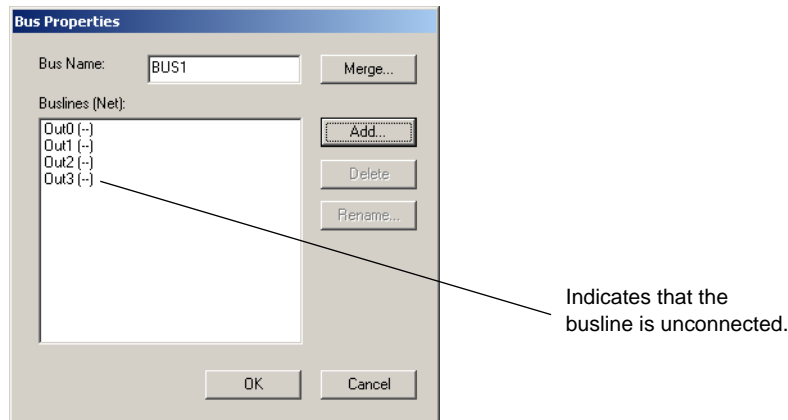 Bus Properties
Bus Name: BUS1 Merge...
Buslines (Net):
Out0 (--) Add...
Out1 (--)
Out2 (--)
Out3 (--)
Delete
Rename...
Indicates that the
busline is unconnected.
OK Cancel